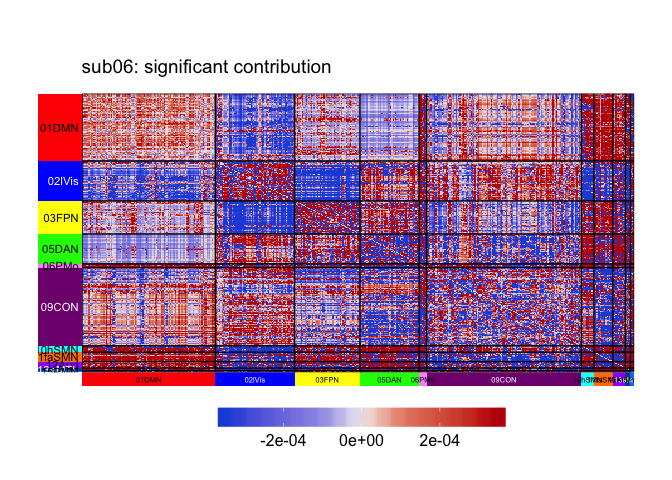 sub06: significant contribution
01DMN
02lVis
03FPN
05DAN
06PMo
09CON
01DMN 02lVis 03FPN 05DAN 06PMo 09CON
-2e-04 0e+00 2e-04